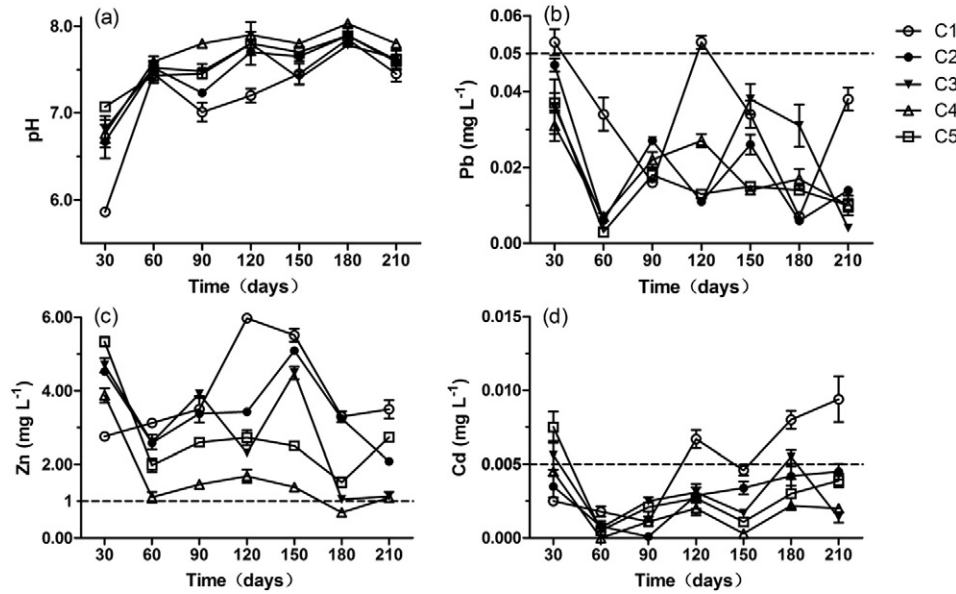 (a)
8.0
7.0
6.0
pH
30 60 90 120 150 180 210
Time（days）
(b)
0.06
0.05
0.04
0.02
0.00
Pb (mg L⁻¹)
30 60 90 120 150 180 210
Time（days）
C1
C2
C3
C4
C5
(c)
6.00
4.00
2.00
1
0.00
Zn (mg L⁻¹)
30 60 90 120 150 180 210
Time（days）
(d)
0.015
0.010
0.005
0.000
Cd (mg L⁻¹)
30 60 90 120 150 180 210
Time（days）